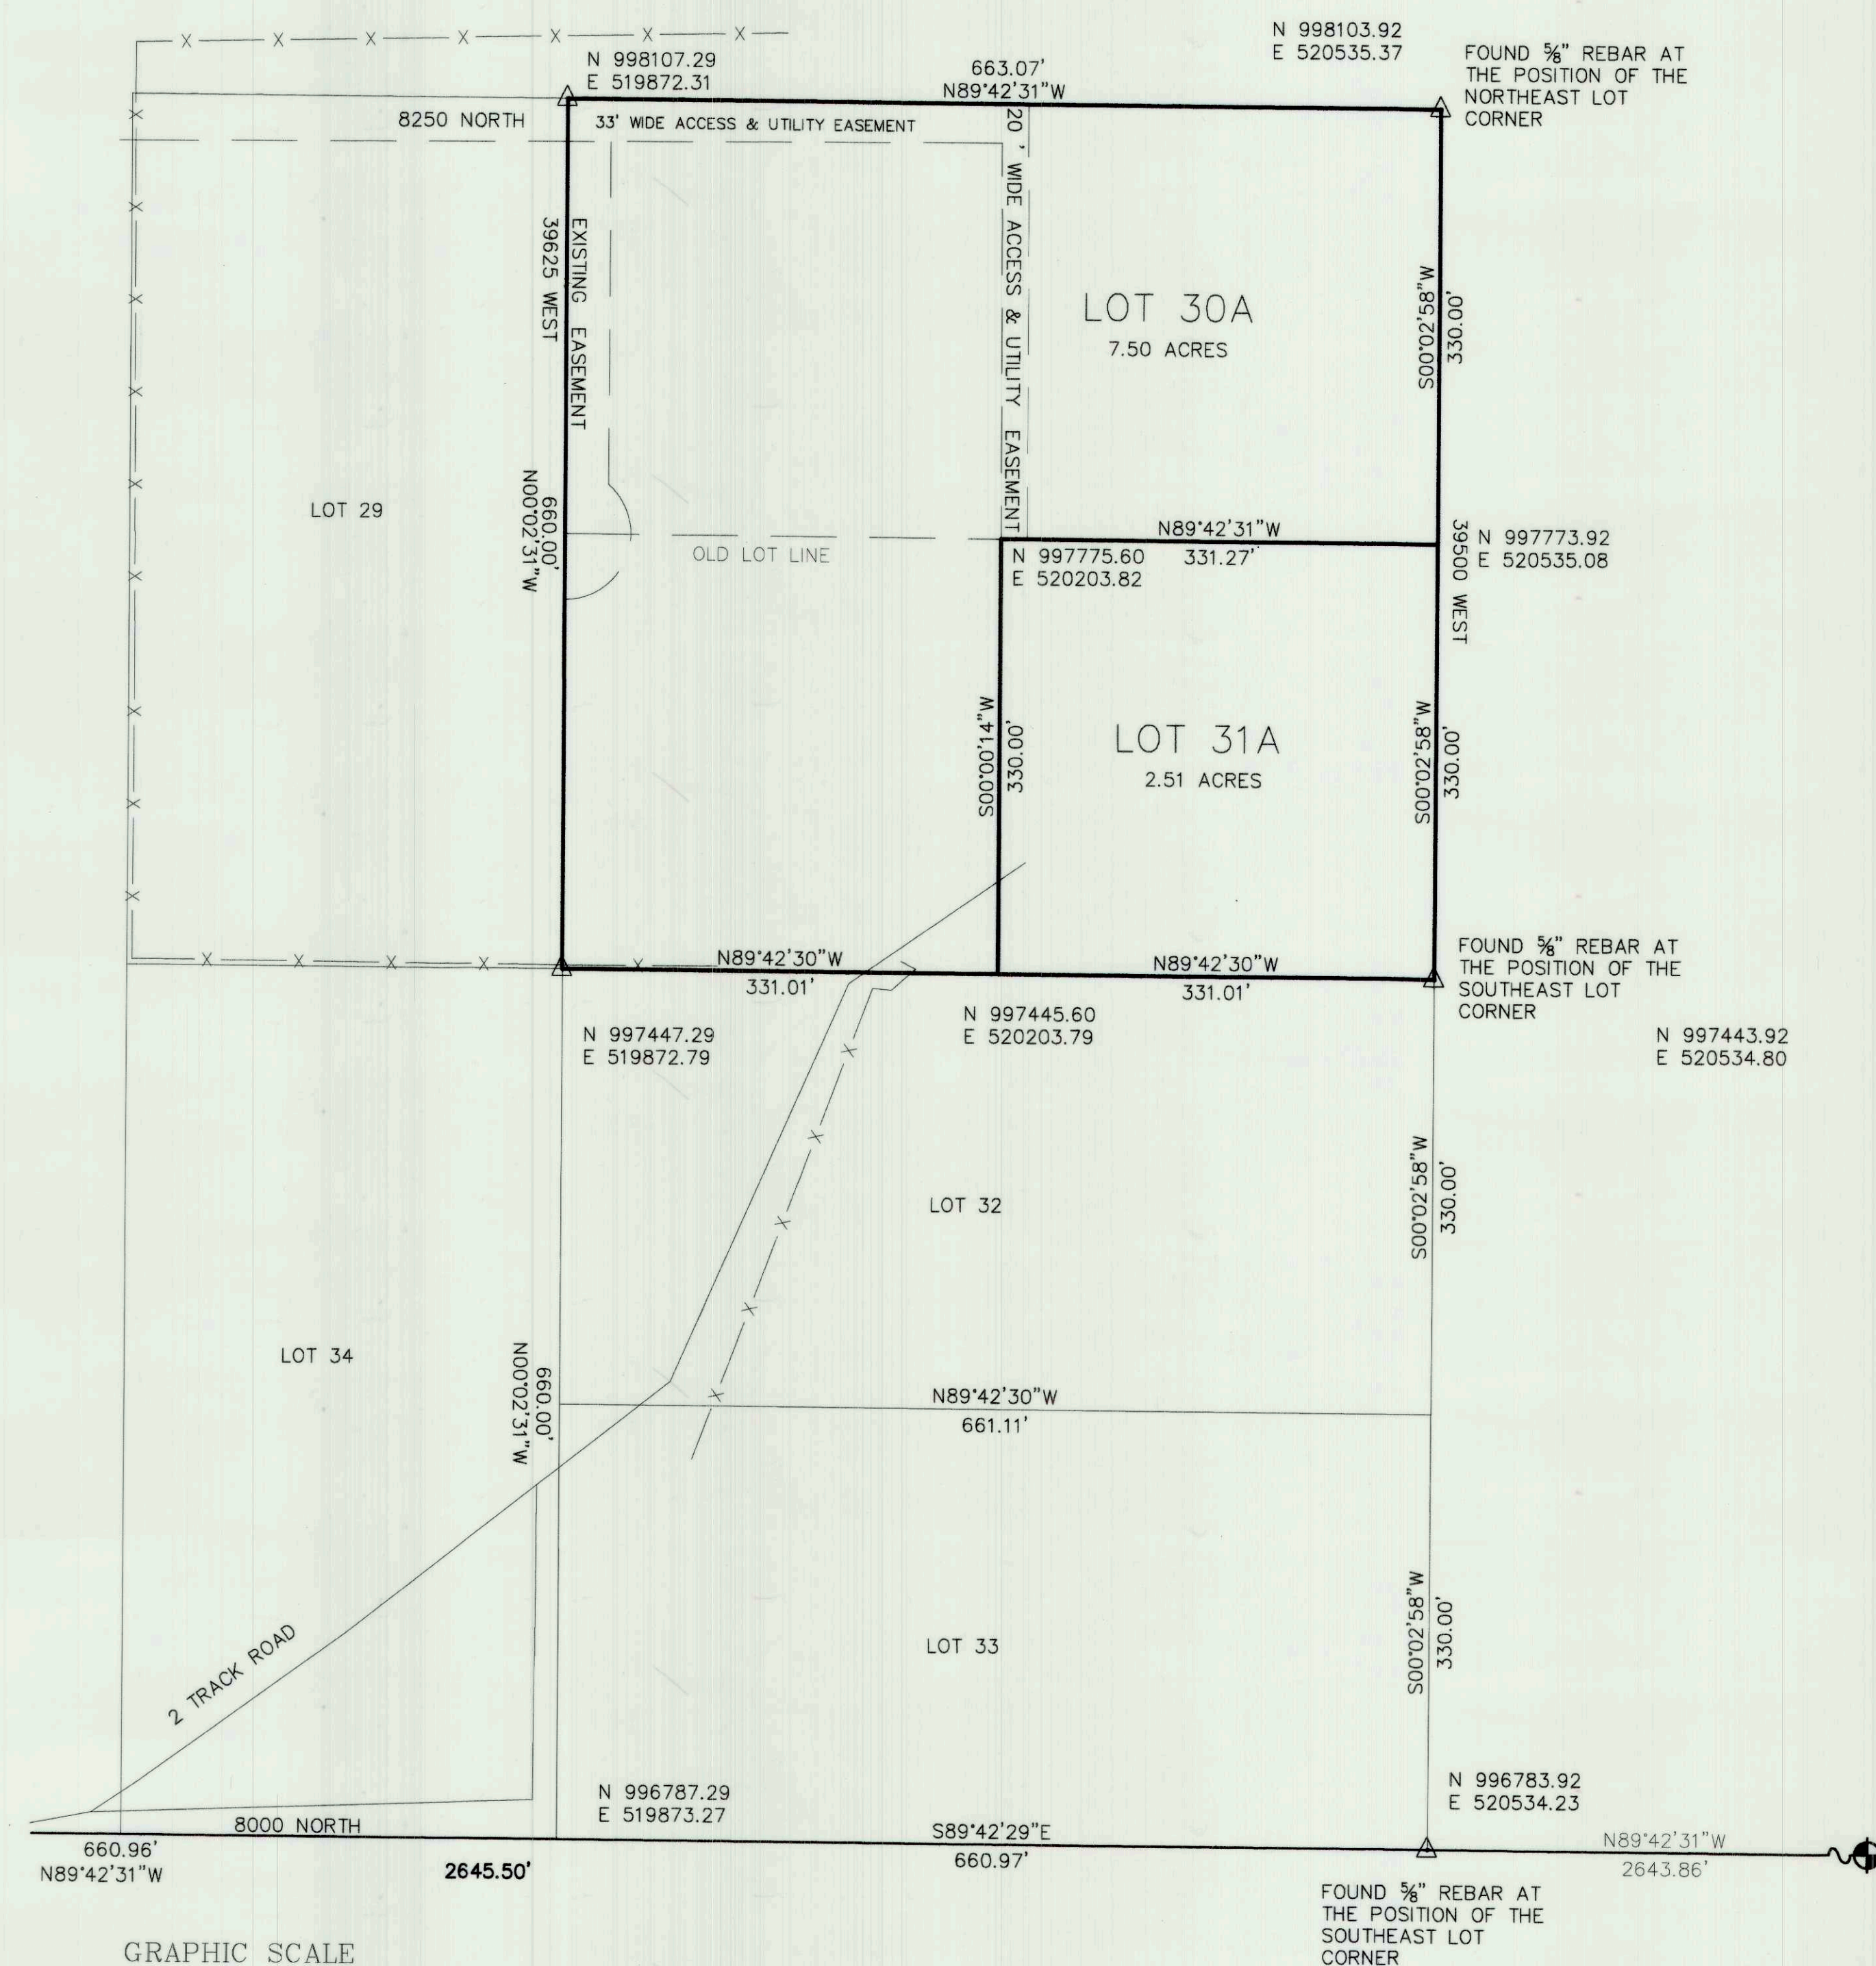 N 998103.92
E 520535.37
N 998107.29
E 519872.31
663.07'
N89°42'31"W
FOUND ⅝" REBAR AT
THE POSITION OF THE
NORTHEAST LOT
CORNER
8250 NORTH
33' WIDE ACCESS & UTILITY EASEMENT
20 ' WIDE ACCESS & UTILITY EASEMENT
EXISTING EASEMENT
39625 WEST
LOT 30A
7.50 ACRES
S00°02'58"W
330.00'
LOT 29
660.00'
N00°02'31"W
OLD LOT LINE
N89°42'31"W
331.27'
N 997775.60
E 520203.82
39500 WEST
N 997773.92
E 520535.08
S00°00'14"W
330.00'
LOT 31A
2.51 ACRES
S00°02'58"W
330.00'
N89°42'30"W
331.01'
N89°42'30"W
331.01'
FOUND ⅝" REBAR AT
THE POSITION OF THE
SOUTHEAST LOT
CORNER
N 997447.29
E 519872.79
N 997445.60
E 520203.79
N 997443.92
E 520534.80
LOT 32
S00°02'58"W
330.00'
LOT 34
660.00'
N00°02'31"W
N89°42'30"W
661.11'
2 TRACK ROAD
LOT 33
S00°02'58"W
330.00'
N 996787.29
E 519873.27
N 996783.92
E 520534.23
8000 NORTH
660.96'
N89°42'31"W
2645.50'
S89°42'29"E
660.97'
N89°42'31"W
2643.86'
FOUND ⅝" REBAR AT
THE POSITION OF THE
SOUTHEAST LOT
CORNER
GRAPHIC SCALE